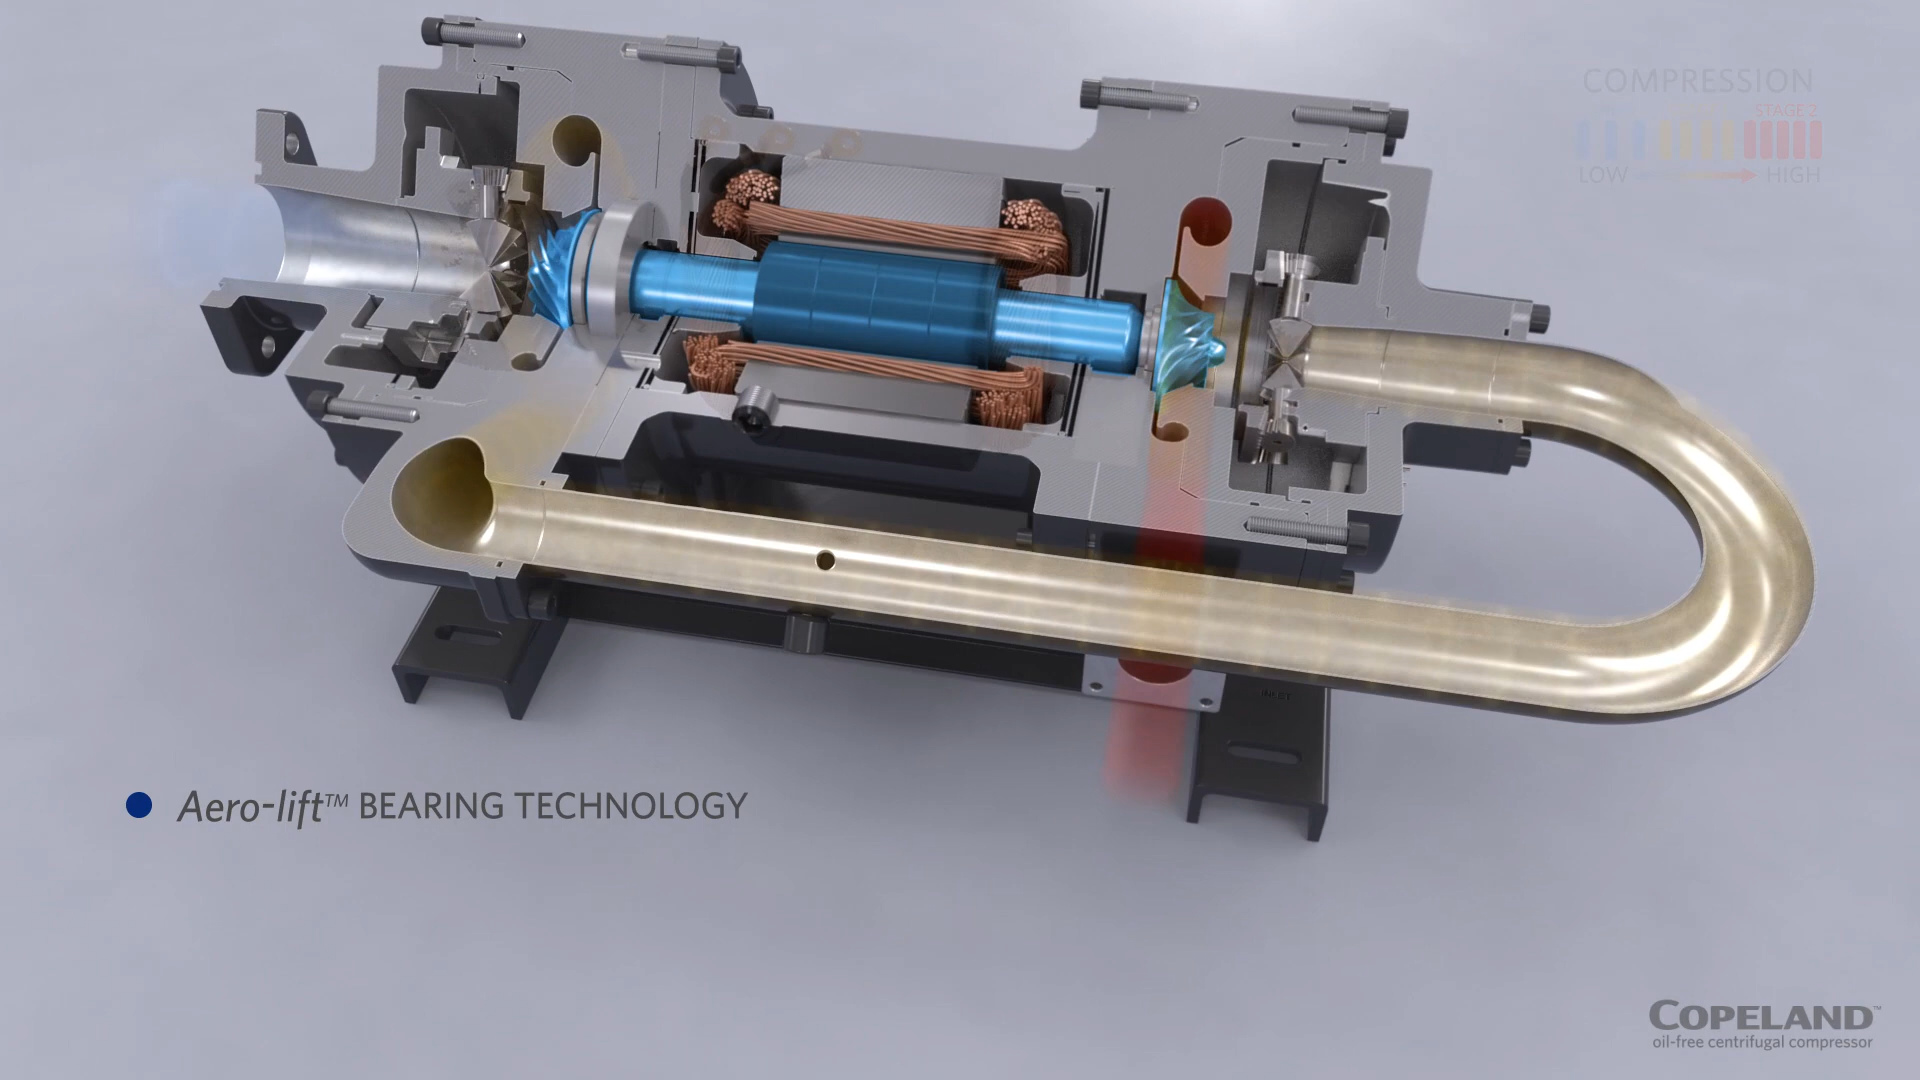 COMPRESSION
STAGE 2
LOW HIGH
Aero-lift™ BEARING TECHNOLOGY
COPELAND™
oil-free centrifugal compressor